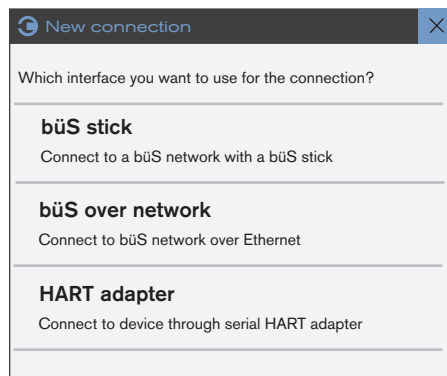 New connection
Which interface you want to use for the connection?
büS stick
Connect to a büS network with a büS stick
büS over network
Connect to büS network over Ethernet
HART adapter
Connect to device through serial HART adapter